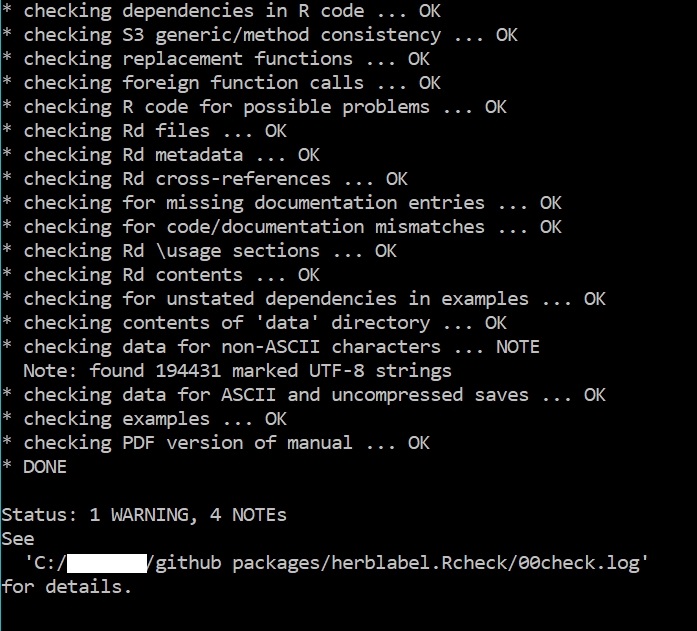 * checking dependencies in R code ... OK
* checking S3 generic/method consistency ... OK
* checking replacement functions ... OK
* checking foreign function calls ... OK
* checking R code for possible problems ... OK
* checking Rd files ... OK
* checking Rd metadata ... OK
* checking Rd cross-references ... OK
* checking for missing documentation entries ... OK
* checking for code/documentation mismatches ... OK
* checking Rd \usage sections ... OK
* checking Rd contents ... OK
* checking for unstated dependencies in examples ... OK
* checking contents of 'data' directory ... OK
* checking data for non-ASCII characters ... NOTE
  Note: found 194431 marked UTF-8 strings
* checking data for ASCII and uncompressed saves ... OK
* checking examples ... OK
* checking PDF version of manual ... OK
* DONE
Status: 1 WARNING, 4 NOTEs
See
  'C:/ /github packages/herblabel.Rcheck/00check.log'
for details.